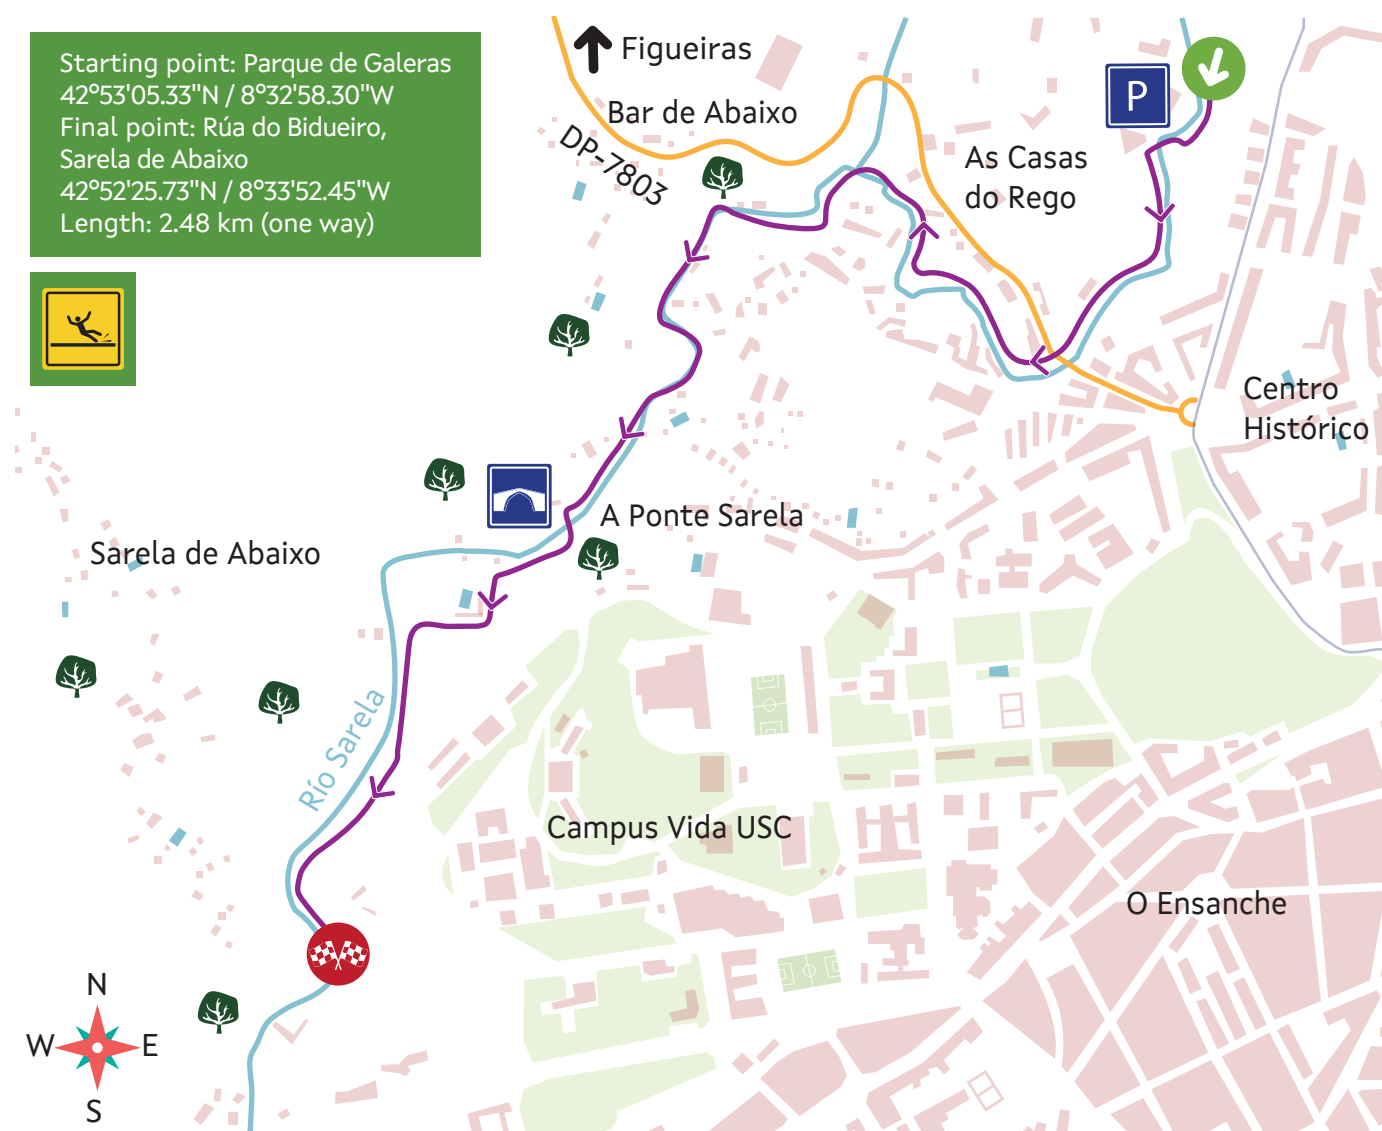 Starting point: Parque de Galeras
42°53'05.33"N / 8°32'58.30"W
Final point: Rúa do Bidueiro,
Sarela de Abaixo
42°52'25.73"N / 8°33'52.45"W
Length: 2.48 km (one way)
Figueiras
Bar de Abaixo
DP-7803
P
As Casas
do Rego
Centro
Histórico
A Ponte Sarela
Sarela de Abaixo
Río Sarela
Campus Vida USC
O Ensanche
N
W
E
S